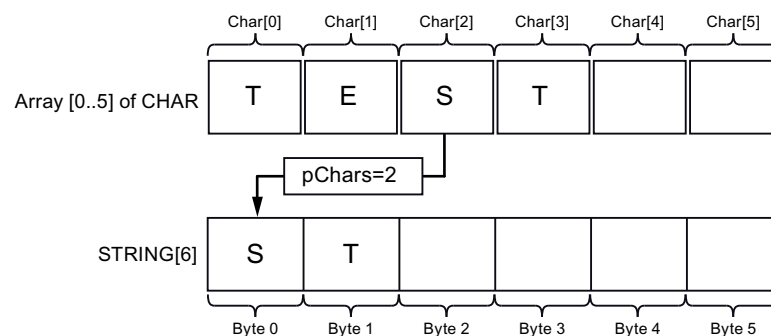 Char[0] Char[1] Char[2] Char[3] Char[4] Char[5]
Array [0..5] of CHAR T E S T
pChars=2
STRING[6] S T
Byte 0 Byte 1 Byte 2 Byte 3 Byte 4 Byte 5